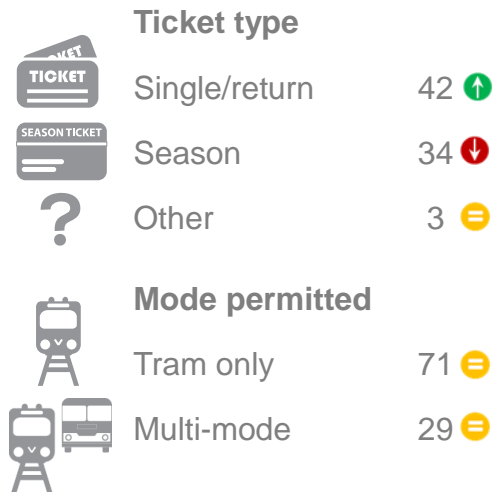 Ticket type
TICKET
Single/return 42
SEASON TICKET
Season 34
? Other 3
Mode permitted
Tram only 71
Multi-mode 29